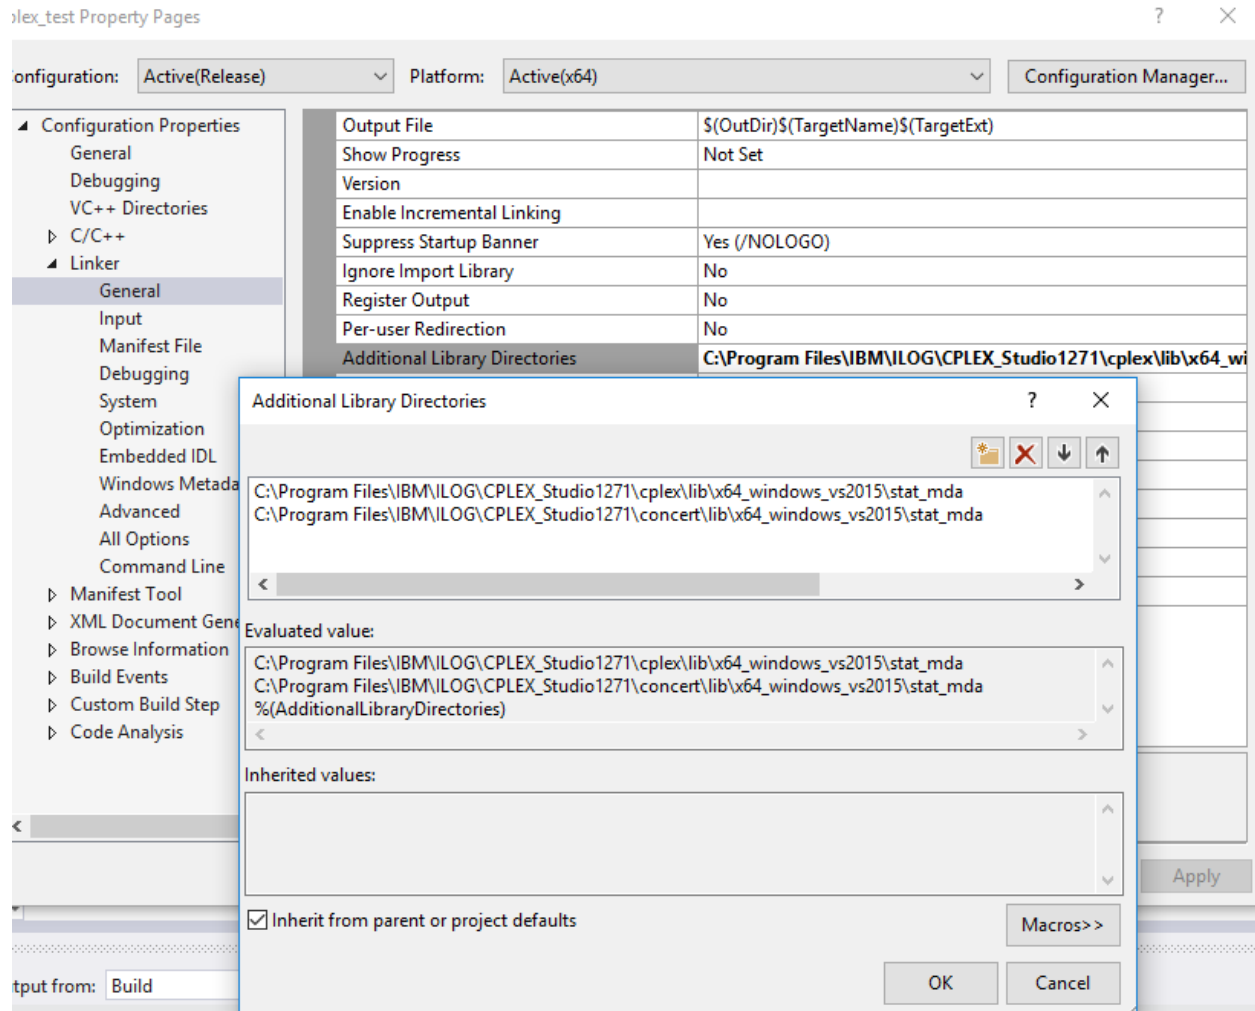 plex_test Property Pages
onfiguration: Active(Release) Platform: Active(x64) Configuration Manager...
Configuration Properties
General
Debugging
VC++ Directories
C/C++
Linker
General
Input
Manifest File
Debugging
System
Optimization
Embedded IDL
Windows Metada
Advanced
All Options
Command Line
Manifest Tool
XML Document Gene
Browse Information
Build Events
Custom Build Step
Code Analysis
Output File $(OutDir)$(TargetName)$(TargetExt)
Show Progress Not Set
Version
Enable Incremental Linking
Suppress Startup Banner Yes (/NOLOGO)
Ignore Import Library No
Register Output No
Per-user Redirection No
Additional Library Directories C:\Program Files\IBM\ILOG\CPLEX_Studio1271\cplex\lib\x64_wi
Additional Library Directories
C:\Program Files\IBM\ILOG\CPLEX_Studio1271\cplex\lib\x64_windows_vs2015\stat_mda
C:\Program Files\IBM\ILOG\CPLEX_Studio1271\concert\lib\x64_windows_vs2015\stat_mda
Evaluated value:
C:\Program Files\IBM\ILOG\CPLEX_Studio1271\cplex\lib\x64_windows_vs2015\stat_mda
C:\Program Files\IBM\ILOG\CPLEX_Studio1271\concert\lib\x64_windows_vs2015\stat_mda
%(AdditionalLibraryDirectories)
Inherited values:
Inherit from parent or project defaults
Macros>>
OK Cancel
Apply
tput from: Build